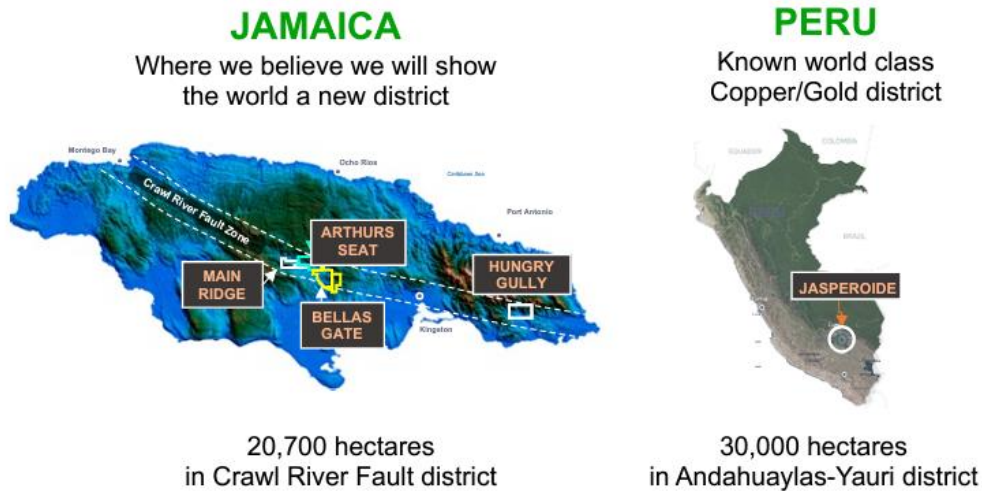 JAMAICA
Where we believe we will show
the world a new district
Montego Bay
Ocho Rios
Caribbean Sea
Port Antonio
Crawl River Fault Zone
ARTHURS
SEAT
MAIN
RIDGE
HUNGRY
GULLY
BELLAS
GATE
Kingston
20,700 hectares
in Crawl River Fault district
PERU
Known world class
Copper/Gold district
COLOMBIA
ECUADOR
BRAZIL
JASPEROIDE
30,000 hectares
in Andahuaylas-Yauri district